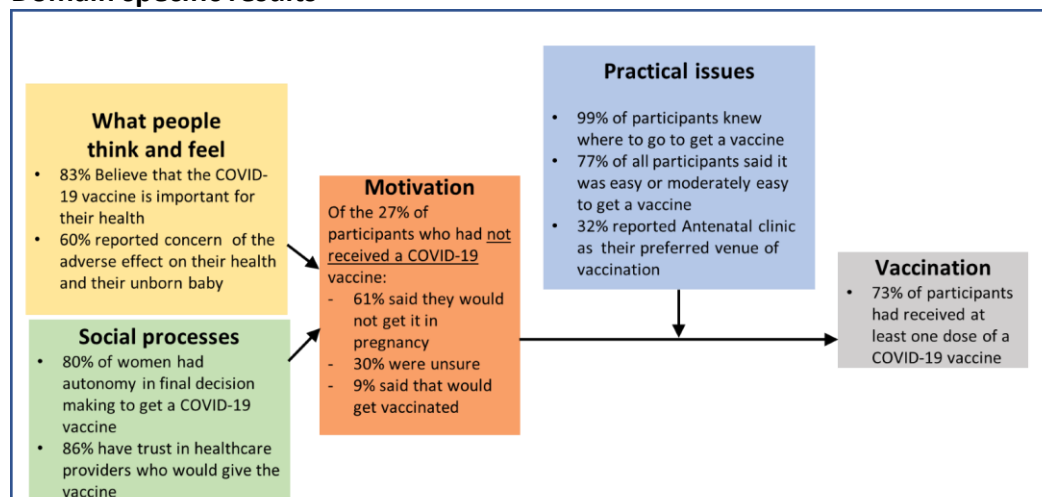 Domain specific results
What people
think and feel
• 83% Believe that the COVID-
19 vaccine is important for
their health
• 60% reported concern of the
adverse effect on their health
and their unborn baby
Social processes
• 80% of women had
autonomy in final decision
making to get a COVID-19
vaccine
• 86% have trust in healthcare
providers who would give the
vaccine
Motivation
Of the 27% of
participants who had not
received a COVID-19
vaccine:
- 61% said they would
not get it in
pregnancy
- 30% were unsure
- 9% said that would
get vaccinated
Practical issues
• 99% of participants knew
where to go to get a vaccine
• 77% of all participants said it
was easy or moderately easy
to get a vaccine
• 32% reported Antenatal clinic
as their preferred venue of
vaccination
Vaccination
• 73% of participants
had received at
least one dose of a
COVID-19 vaccine